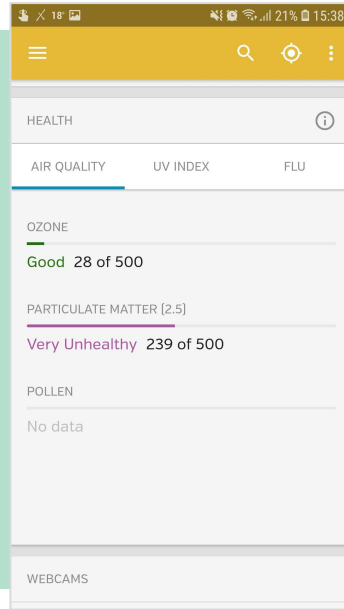 18° 21% 15:38
HEALTH
AIR QUALITY UV INDEX FLU
OZONE
Good 28 of 500
PARTICULATE MATTER (2.5)
Very Unhealthy 239 of 500
POLLEN
No data
WEBCAMS